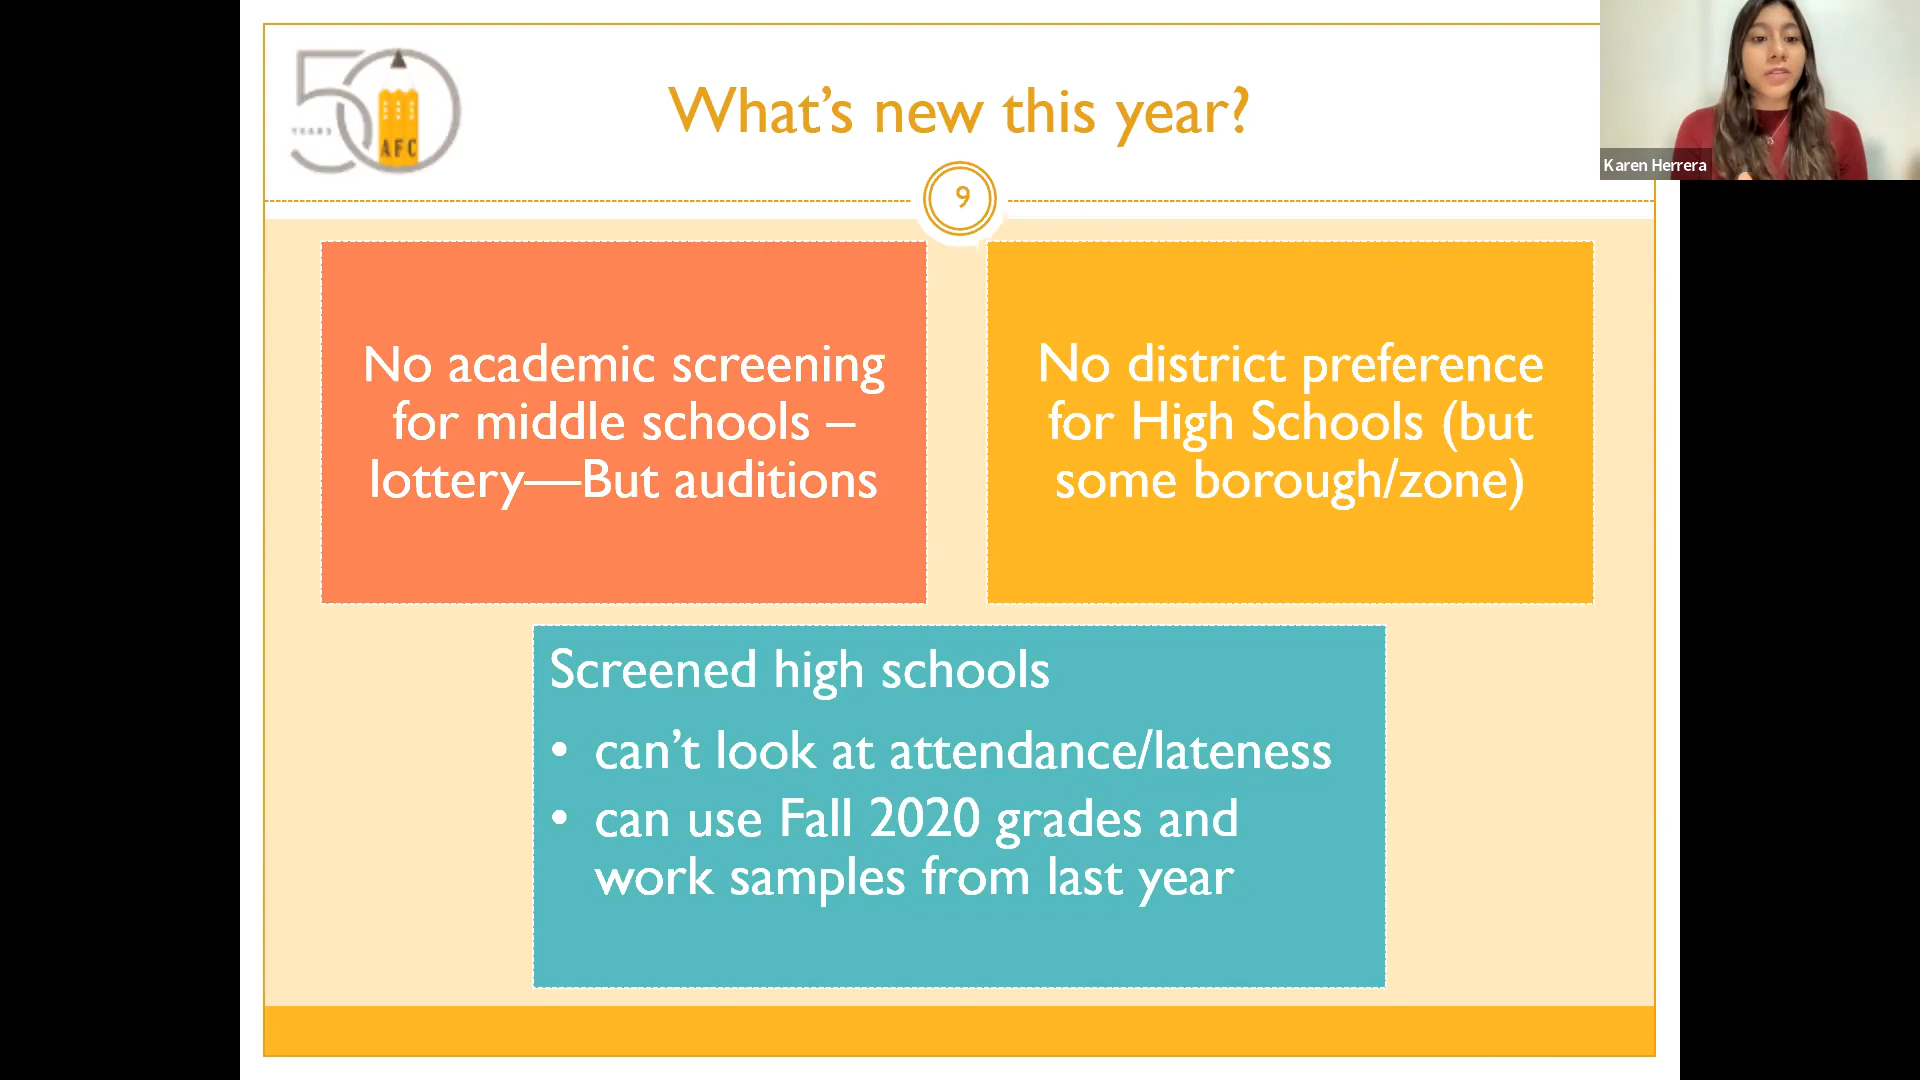 50
YEARS
AFC
What's new this year?
Karen Herrera
9
No academic screening
for middle schools –
lottery—But auditions
No district preference
for High Schools (but
some borough/zone)
Screened high schools
• can't look at attendance/lateness
• can use Fall 2020 grades and
work samples from last year